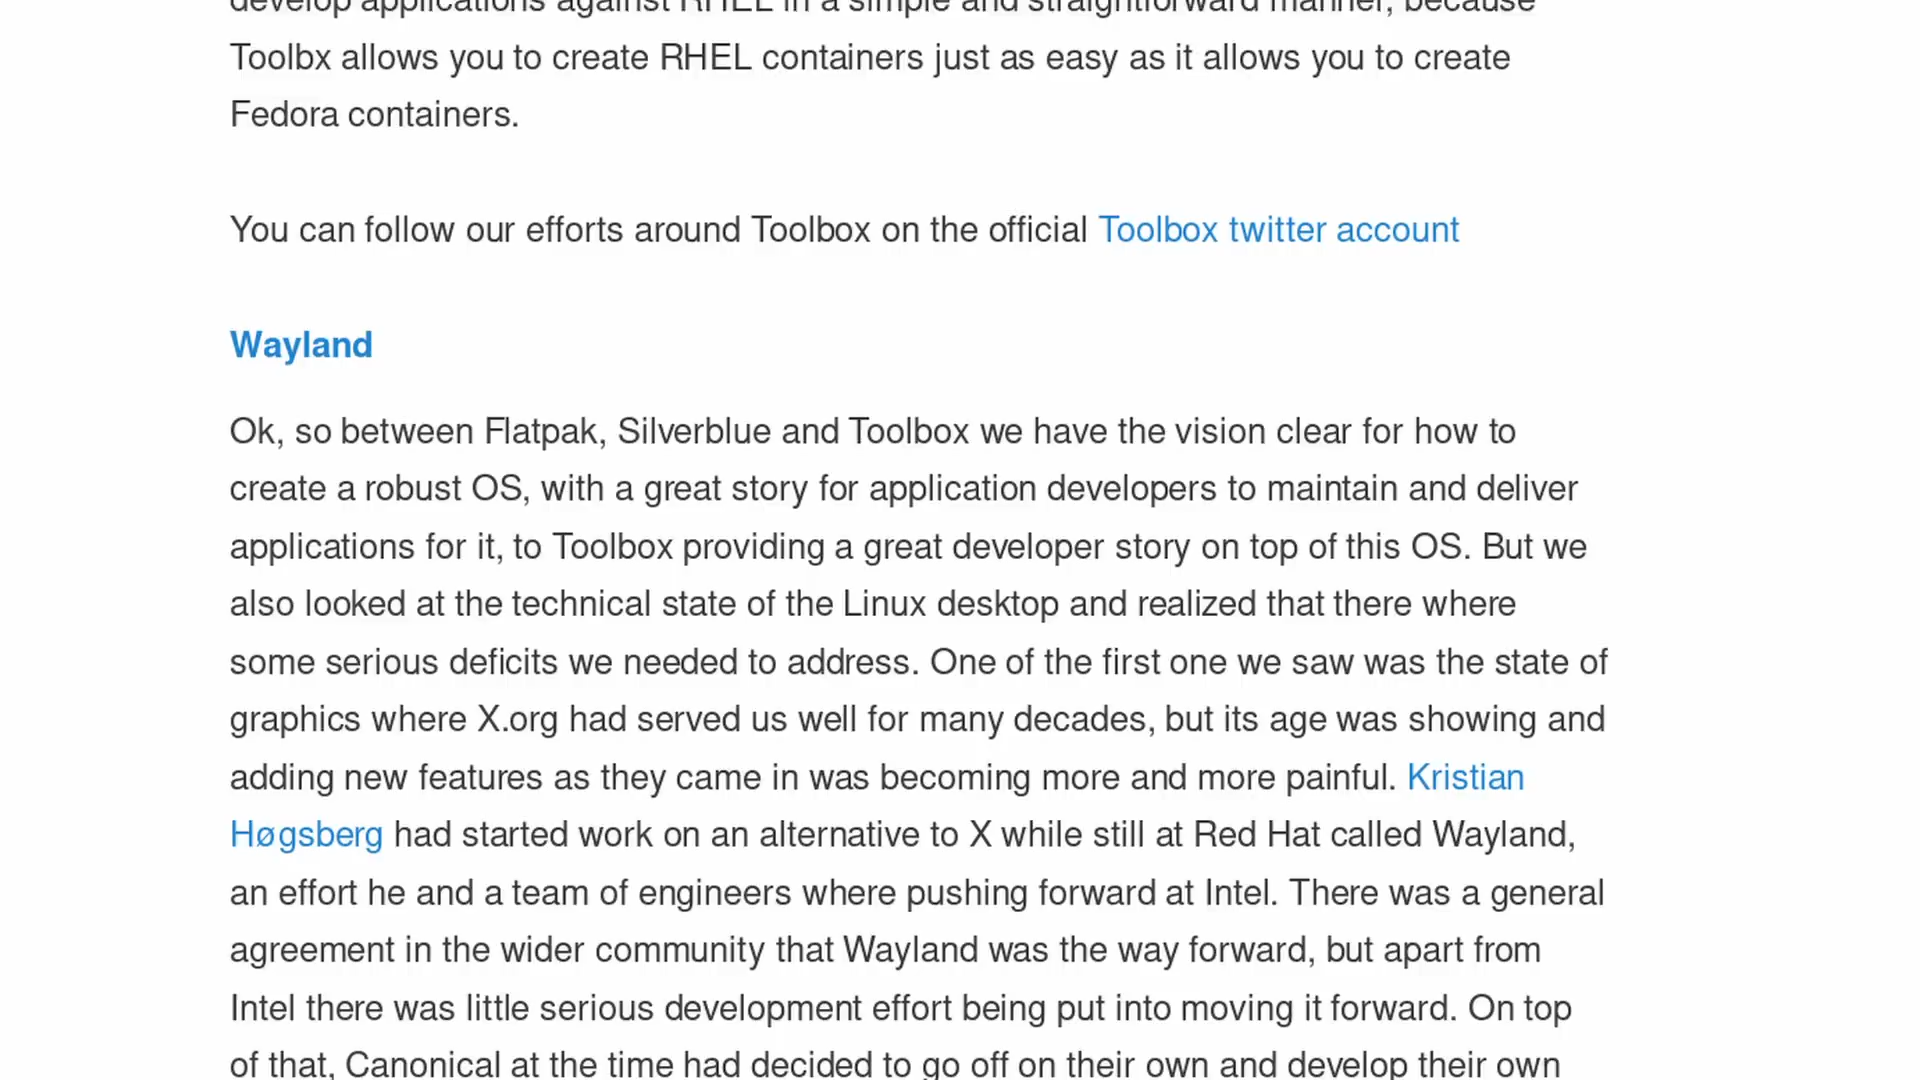 develop applications against RHEL in a simple and straightforward manner, because
Toolbx allows you to create RHEL containers just as easy as it allows you to create
Fedora containers.
You can follow our efforts around Toolbox on the official Toolbox twitter account
Wayland
Ok, so between Flatpak, Silverblue and Toolbox we have the vision clear for how to
create a robust OS, with a great story for application developers to maintain and deliver
applications for it, to Toolbox providing a great developer story on top of this OS. But we
also looked at the technical state of the Linux desktop and realized that there where
some serious deficits we needed to address. One of the first one we saw was the state of
graphics where X.org had served us well for many decades, but its age was showing and
adding new features as they came in was becoming more and more painful. Kristian
Høgsberg had started work on an alternative to X while still at Red Hat called Wayland,
an effort he and a team of engineers where pushing forward at Intel. There was a general
agreement in the wider community that Wayland was the way forward, but apart from
Intel there was little serious development effort being put into moving it forward. On top
of that, Canonical at the time had decided to go off on their own and develop their own